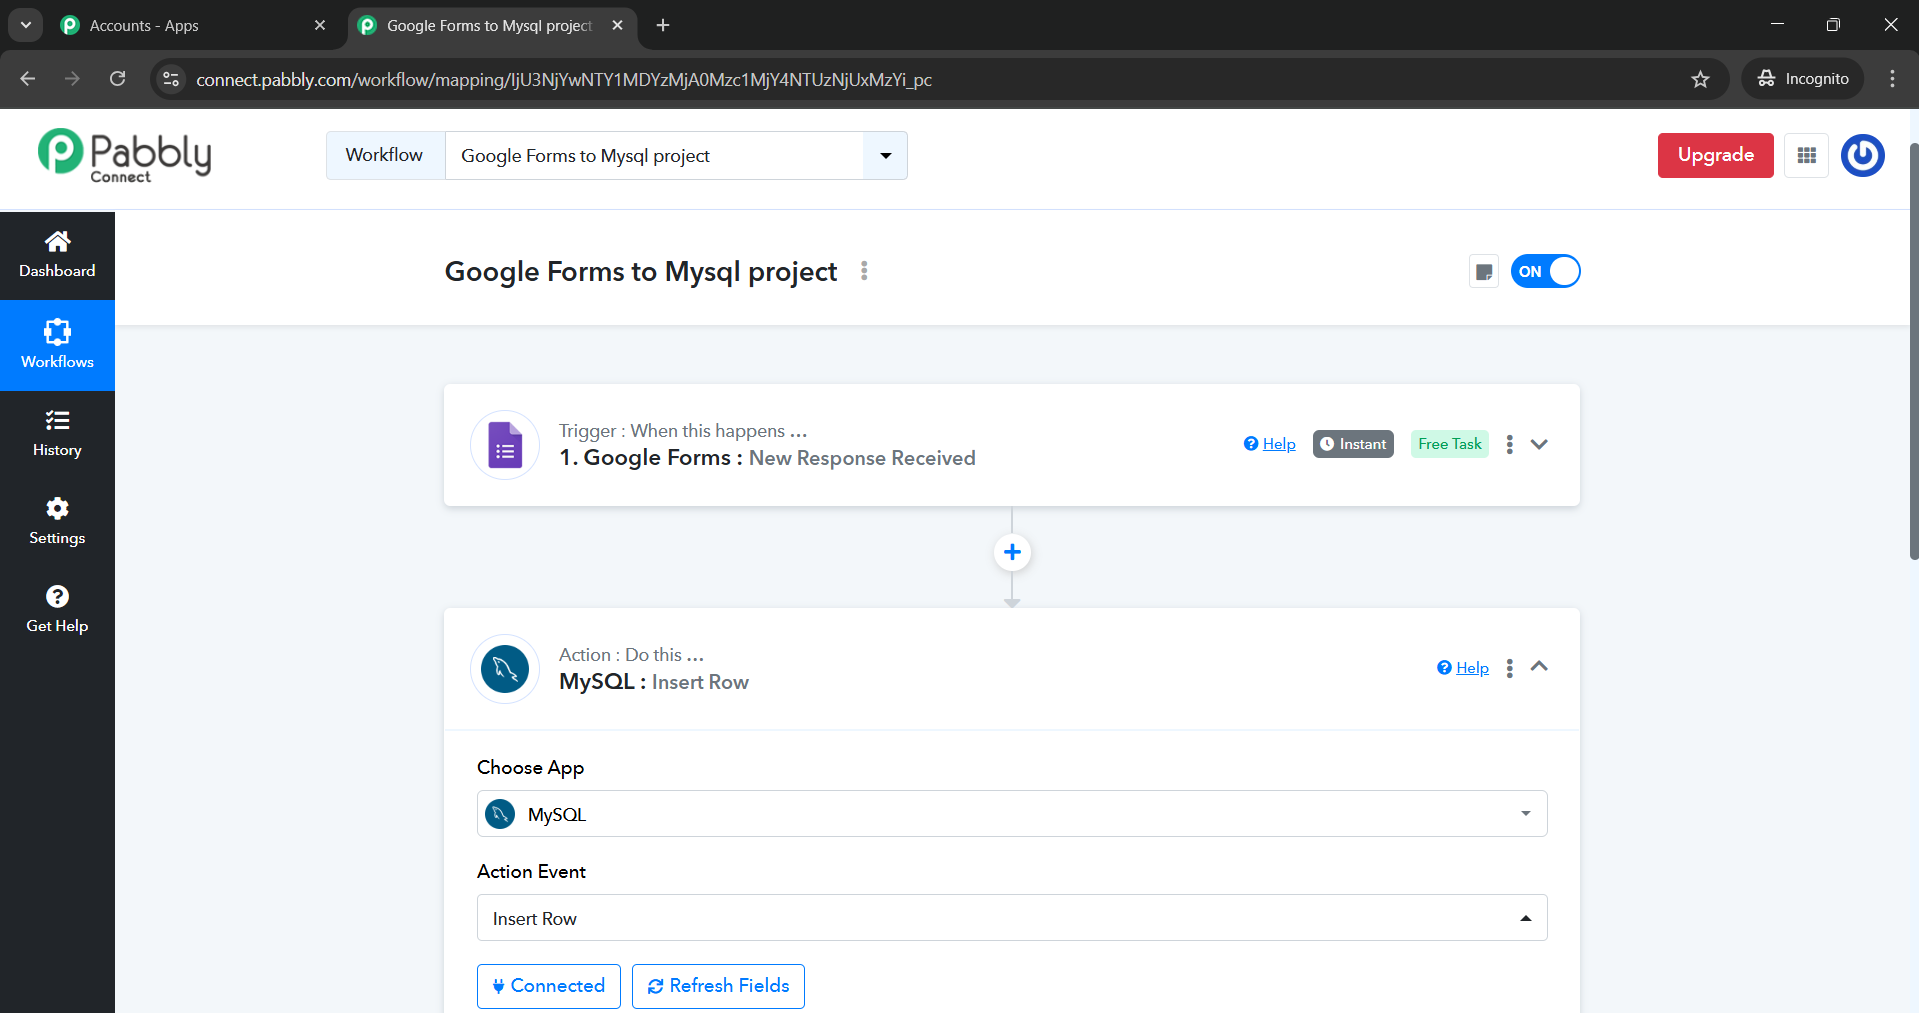 Accounts - Apps
Google Forms to Mysql project
connect.pabbly.com/workflow/mapping/IjU3NjYwNTY1MDYzMjA0Mzc1MjY4NTUzNjUxMzYi_pc
Incognito
Pabbly
Connect
Workflow
Google Forms to Mysql project
Upgrade
Dashboard
Workflows
History
Settings
Get Help
Google Forms to Mysql project
ON
Trigger : When this happens ...
1. Google Forms : New Response Received
Help
Instant
Free Task
Action : Do this ...
MySQL : Insert Row
Help
Choose App
MySQL
Action Event
Insert Row
Connected
Refresh Fields